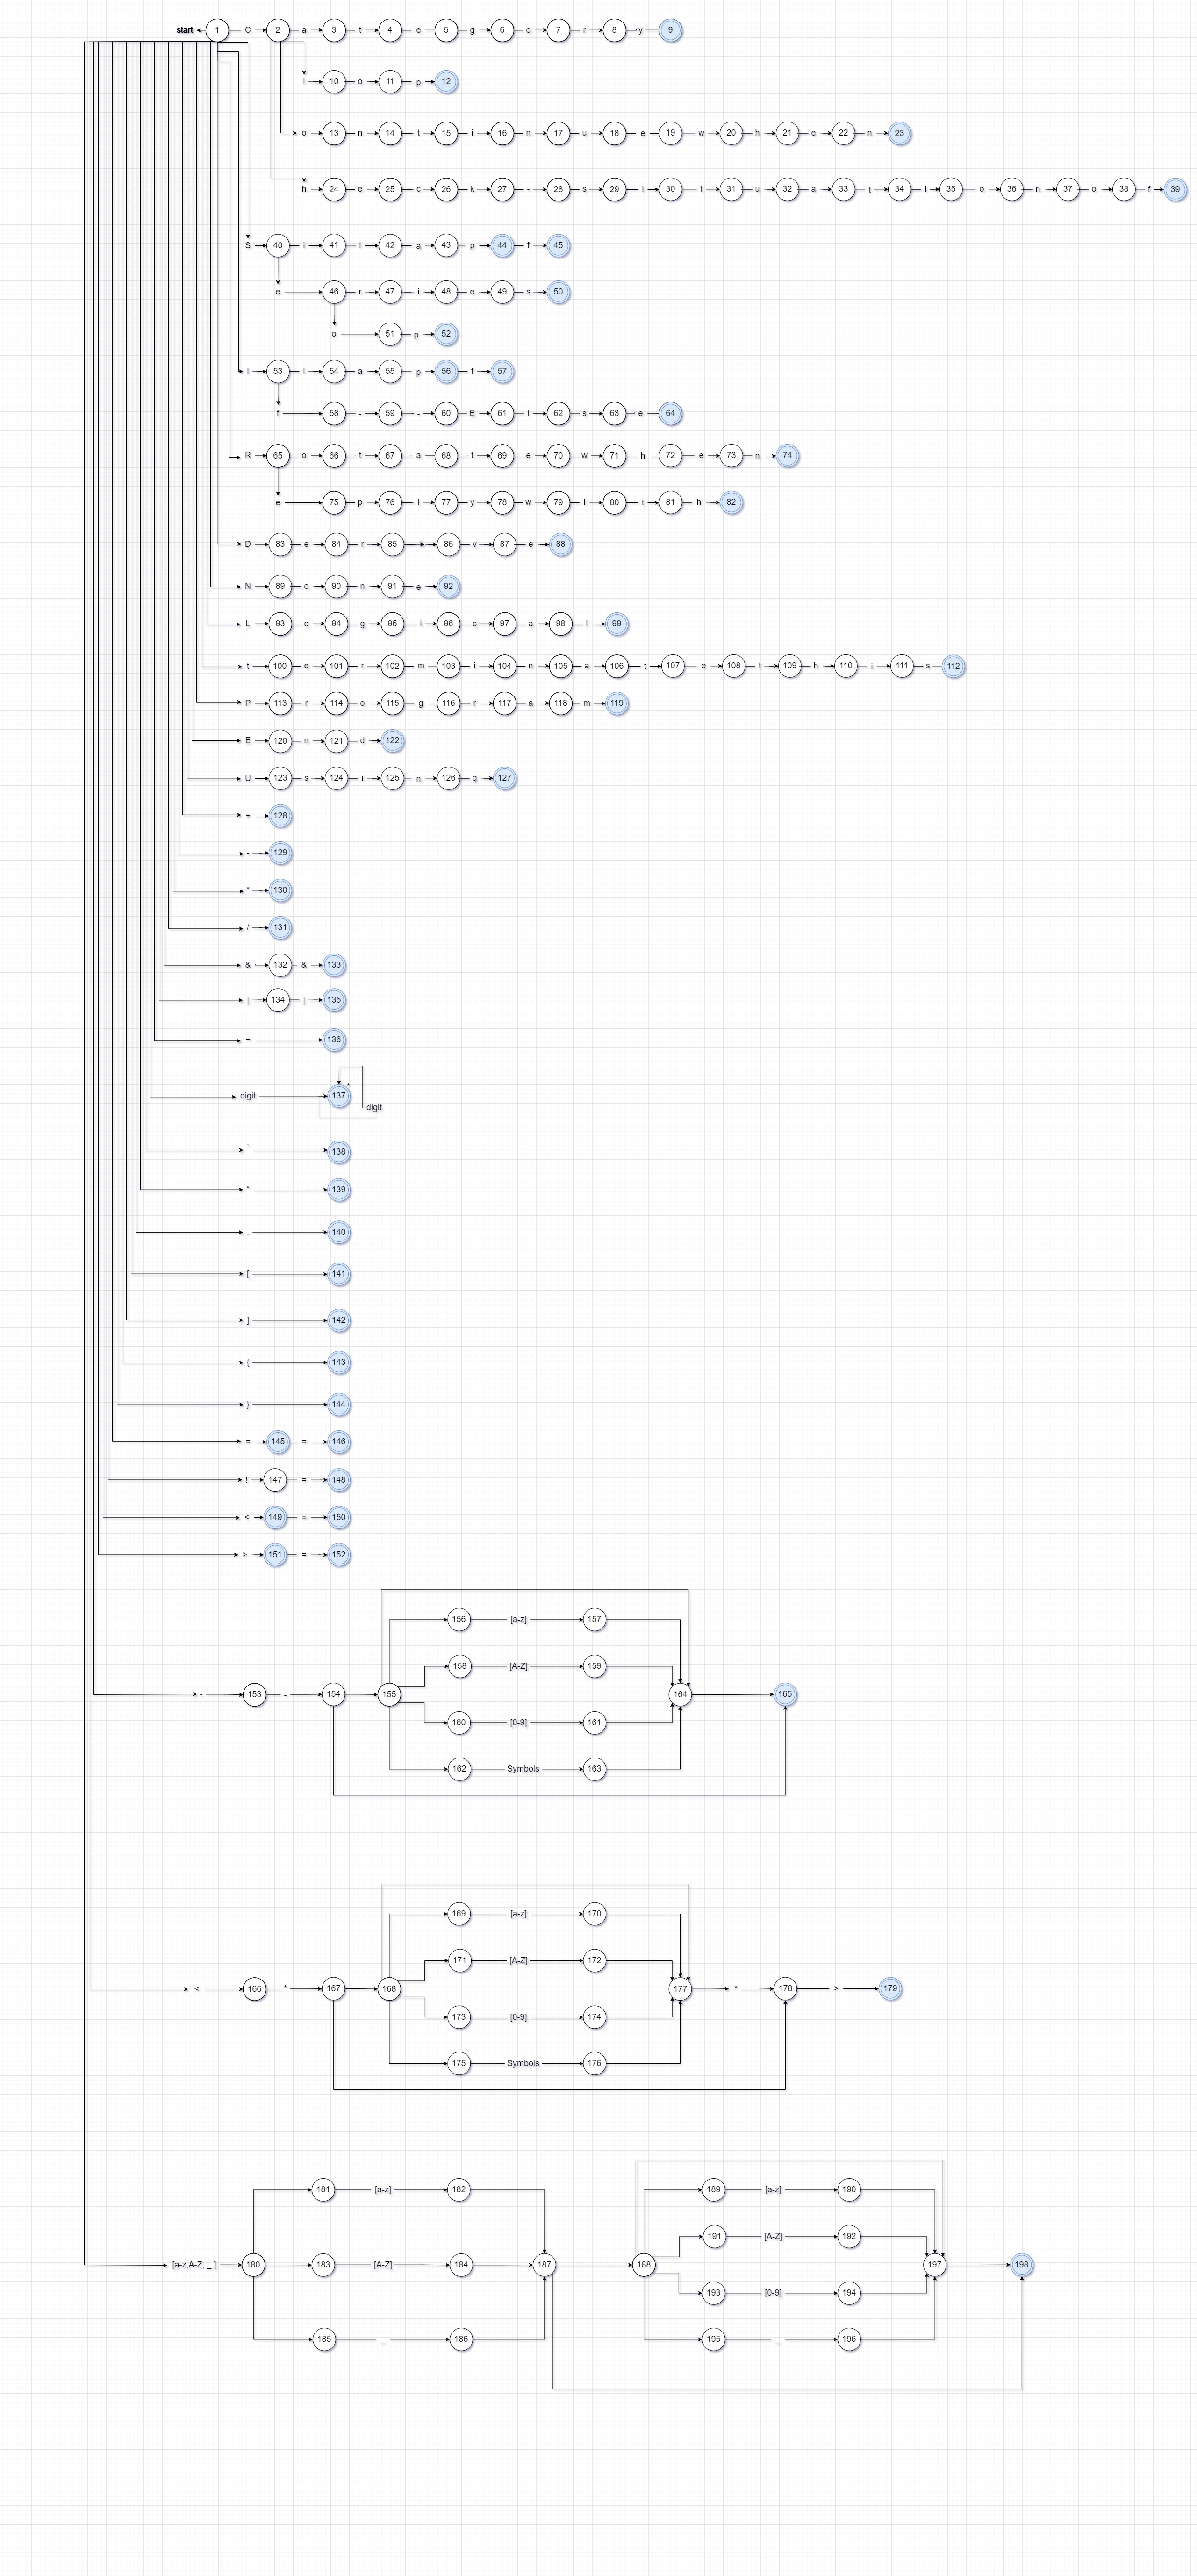 start 1 C 2 a 3 t 4 e 5 g 6 o 7 r 8 y 9
l 10 o 11 p 12
o 13 n 14 t 15 i 16 n 17 u 18 e 19 w 20 h 21 e 22 n 23
h 24 e 25 c 26 k 27 - 28 s 29 i 30 t 31 u 32 a 33 t 34 i 35 o 36 n 37 o 38 f 39
S 40 i 41 l 42 a 43 p 44 f 45
e 46 r 47 i 48 e 49 s 50
o 51 p 52
I 53 l 54 a 55 p 56 f 57
f 58 - 59 - 60 E 61 l 62 s 63 e 64
R 65 o 66 t 67 a 68 t 69 e 70 w 71 h 72 e 73 n 74
e 75 p 76 l 77 y 78 w 79 i 80 t 81 h 82
D 83 e 84 r 85 i 86 v 87 e 88
N 89 o 90 n 91 e 92
L 93 o 94 g 95 i 96 c 97 a 98 l 99
t 100 e 101 r 102 m 103 i 104 n 105 a 106 t 107 e 108 t 109 h 110 i 111 s 112
P 113 r 114 o 115 g 116 r 117 a 118 m 119
E 120 n 121 d 122
U 123 s 124 i 125 n 126 g 127
+ 128
- 129
* 130
/ 131
& 132 & 133
| 134 | 135
~ 136
digit 137 *
digit
138
139
. 140
[ 141
] 142
{ 143
} 144
= 145 = 146
! 147 = 148
< 149 = 150
> 151 = 152
156 [a-z] 157
158 [A-Z] 159
- 153 - 154 155 164 165
160 [0-9] 161
162 Symbols 163
169 [a-z] 170
171 [A-Z] 172
< 166 * 167 168 177 * 178 > 179
173 [0-9] 174
175 Symbols 176
181 [a-z] 182 189 [a-z] 190
191 [A-Z] 192
[a-z,A-Z, _ ] 180 183 [A-Z] 184 187 188 197 198
193 [0-9] 194
185 _ 186 195 _ 196